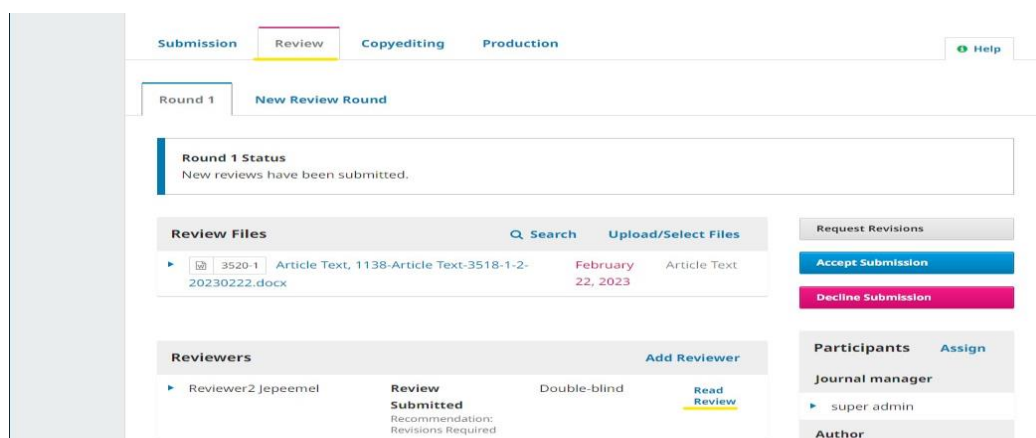 Submission Review Copyediting Production
Help
Round 1 New Review Round
Round 1 Status
New reviews have been submitted.
Review Files Search Upload/Select Files
3520-1 Article Text, 1138-Article Text-3518-1-2-
20230222.docx
February
22, 2023
Article Text
Request Revisions
Accept Submission
Decline Submission
Reviewers Add Reviewer
Reviewer2 Jepeemel
Review
Submitted
Recommendation:
Revisions Required
Double-blind
Read
Review
Participants Assign
Journal manager
super admin
Author